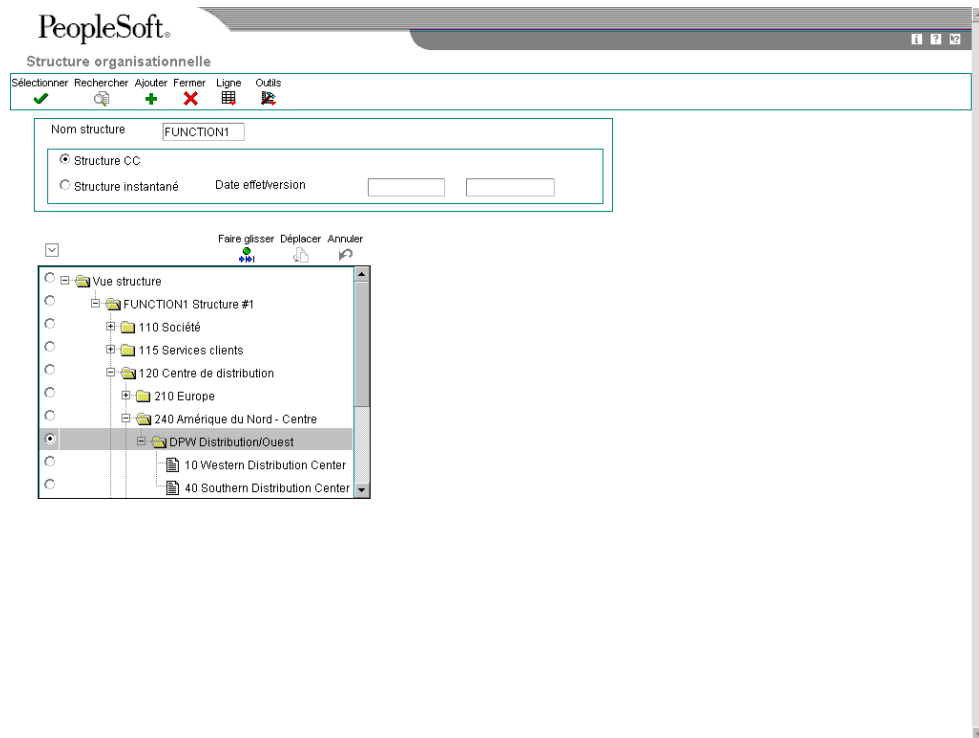 PeopleSoft®
Structure organisationnelle
Sélectionner Rechercher Ajouter Fermer Ligne Outils
Nom structure FUNCTION1
Structure CC
Structure instantané Date effet/version
Faire glisser Déplacer Annuler
Vue structure
FUNCTION1 Structure #1
110 Société
115 Services clients
120 Centre de distribution
210 Europe
240 Amérique du Nord - Centre
DPW Distribution/Ouest
10 Western Distribution Center
40 Southern Distribution Center